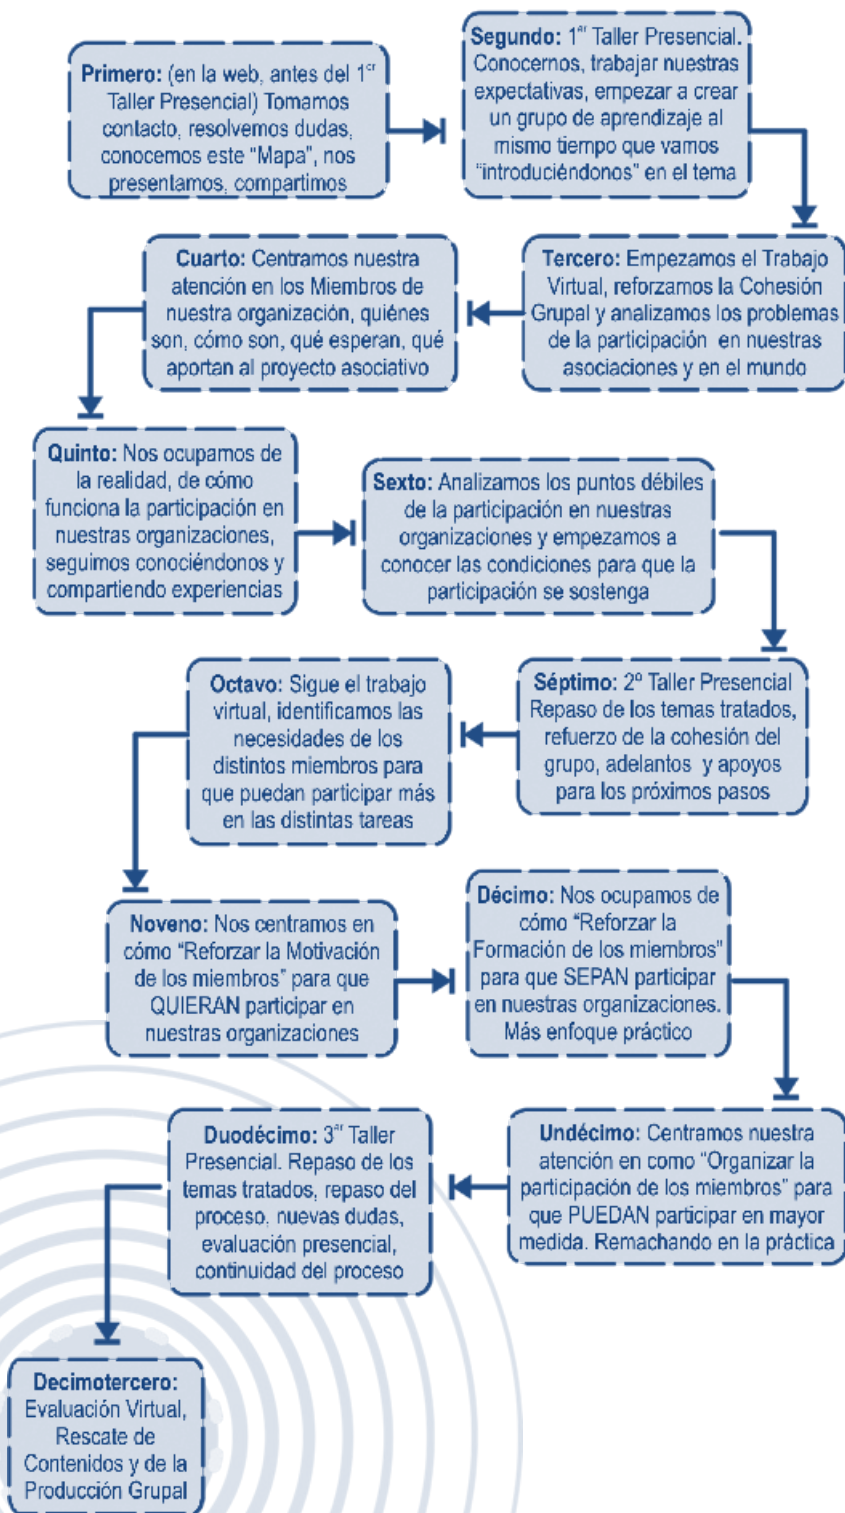 Primero: (en la web, antes del 1er
Taller Presencial) Tomamos
contacto, resolvemos dudas,
conocemos este “Mapa”, nos
presentamos, compartimos
Segundo: 1er Taller Presencial.
Conocernos, trabajar nuestras
expectativas, empezar a crear
un grupo de aprendizaje al
mismo tiempo que vamos
“introduciéndonos” en el tema
Tercero: Empezamos el Trabajo
Virtual, reforzamos la Cohesión
Grupal y analizamos los problemas
de la participación en nuestras
asociaciones y en el mundo
Cuarto: Centramos nuestra
atención en los Miembros de
nuestra organización, quiénes
son, cómo son, qué esperan, qué
aportan al proyecto asociativo
Quinto: Nos ocupamos de
la realidad, de cómo
funciona la participación en
nuestras organizaciones,
seguimos conociéndonos y
compartiendo experiencias
Sexto: Analizamos los puntos débiles
de la participación en nuestras
organizaciones y empezamos a
conocer las condiciones para que la
participación se sostenga
Séptimo: 2º Taller Presencial
Repaso de los temas tratados,
refuerzo de la cohesión del
grupo, adelantos y apoyos
para los próximos pasos
Octavo: Sigue el trabajo
virtual, identificamos las
necesidades de los
distintos miembros para
que puedan participar más
en las distintas tareas
Noveno: Nos centramos en
cómo “Reforzar la Motivación
de los miembros” para que
QUIERAN participar en
nuestras organizaciones
Décimo: Nos ocupamos de
cómo “Reforzar la
Formación de los miembros”
para que SEPAN participar
en nuestras organizaciones.
Más enfoque práctico
Undécimo: Centramos nuestra
atención en como “Organizar la
participación de los miembros” para
que PUEDAN participar en mayor
medida. Remachando en la práctica
Duodécimo: 3er Taller
Presencial. Repaso de los
temas tratados, repaso del
proceso, nuevas dudas,
evaluación presencial,
continuidad del proceso
Decimotercero:
Evaluación Virtual,
Rescate de
Contenidos y de la
Producción Grupal